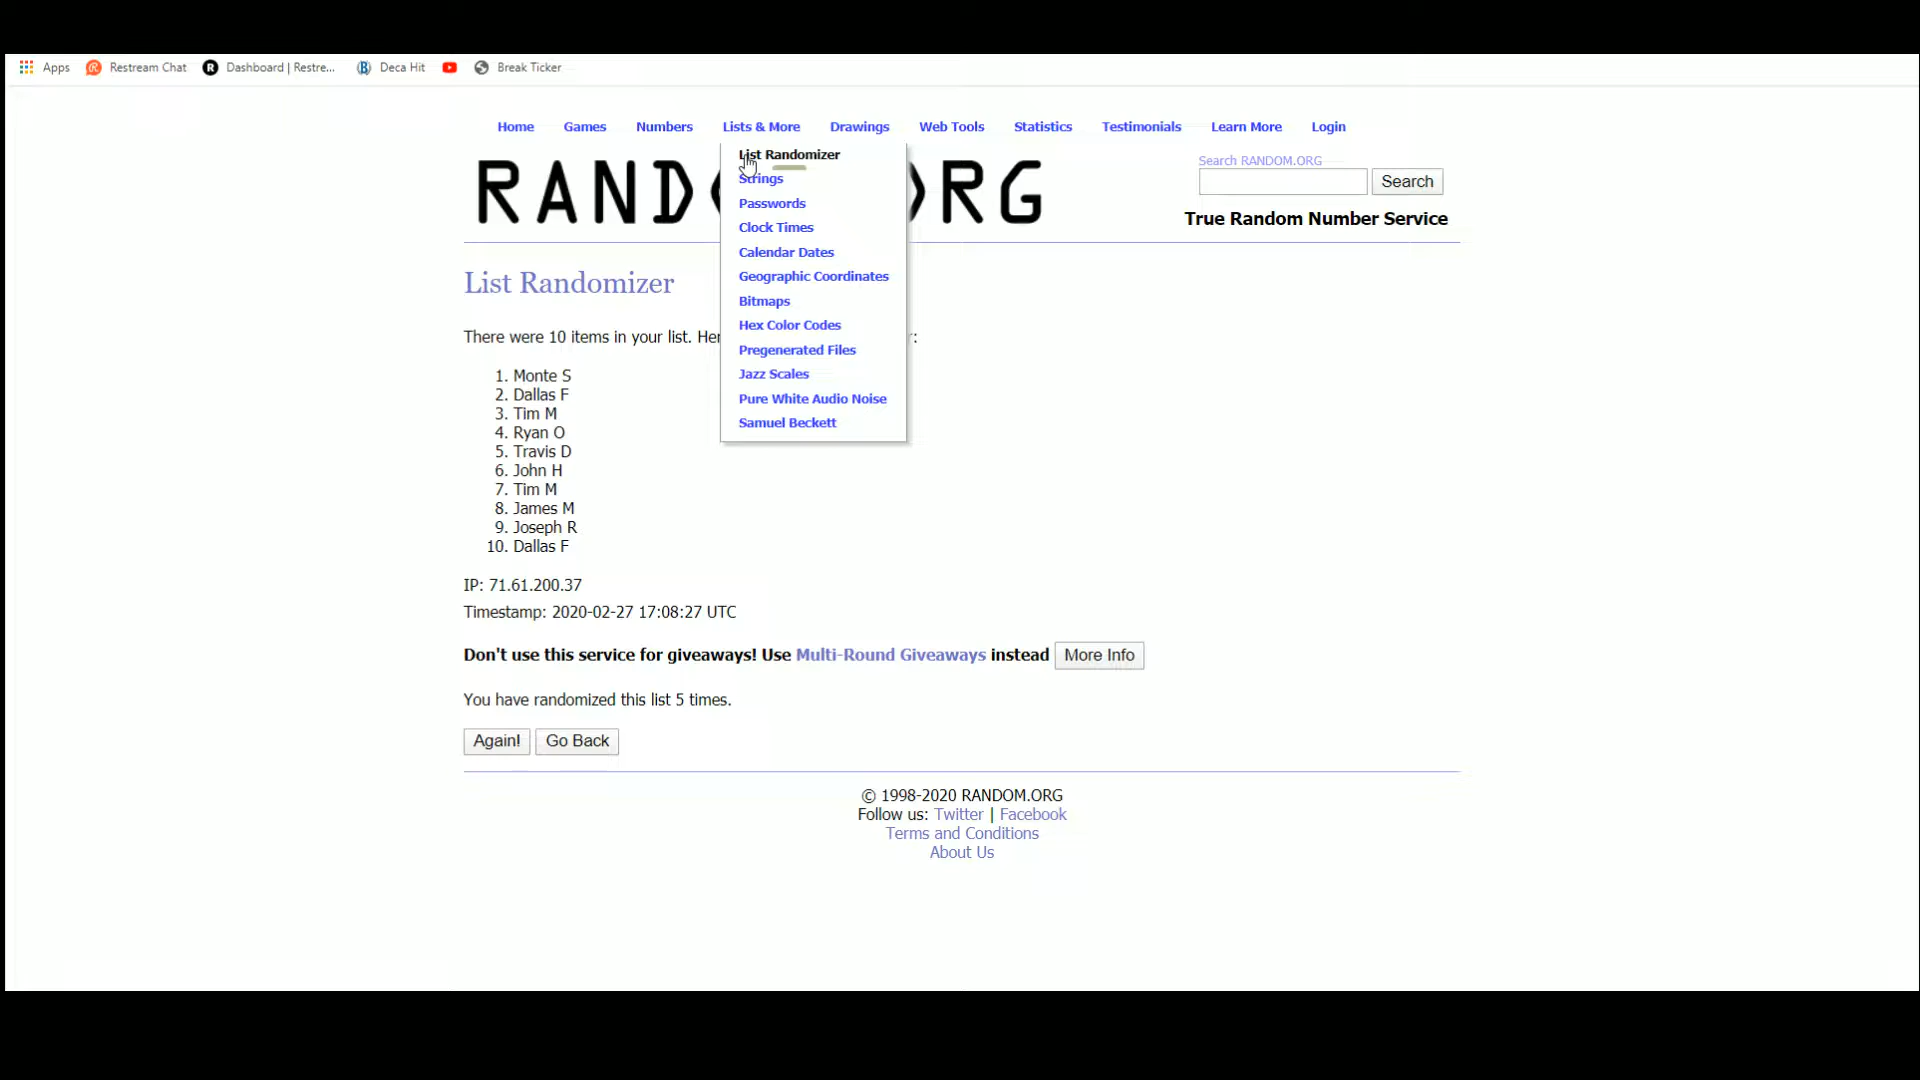 Apps Restream Chat Dashboard | Restre... Deca Hit Break Ticker
Home Games Numbers Lists & More Drawings Web Tools Statistics Testimonials Learn More Login
List Randomizer
Strings
Passwords
Clock Times
Calendar Dates
Geographic Coordinates
Bitmaps
Hex Color Codes
Pregenerated Files
Jazz Scales
Pure White Audio Noise
Samuel Beckett
RAND RG
Search RANDOM.ORG
Search
True Random Number Service
List Randomizer
There were 10 items in your list. :
1. Monte S
2. Dallas F
3. Tim M
4. Ryan O
5. Travis D
6. John H
7. Tim M
8. James M
9. Joseph R
10. Dallas F
IP: 71.61.200.37
Timestamp: 2020-02-27 17:08:27 UTC
Don't use this service for giveaways! Use Multi-Round Giveaways instead More Info
You have randomized this list 5 times.
Again! Go Back
© 1998-2020 RANDOM.ORG
Follow us: Twitter | Facebook
Terms and Conditions
About Us